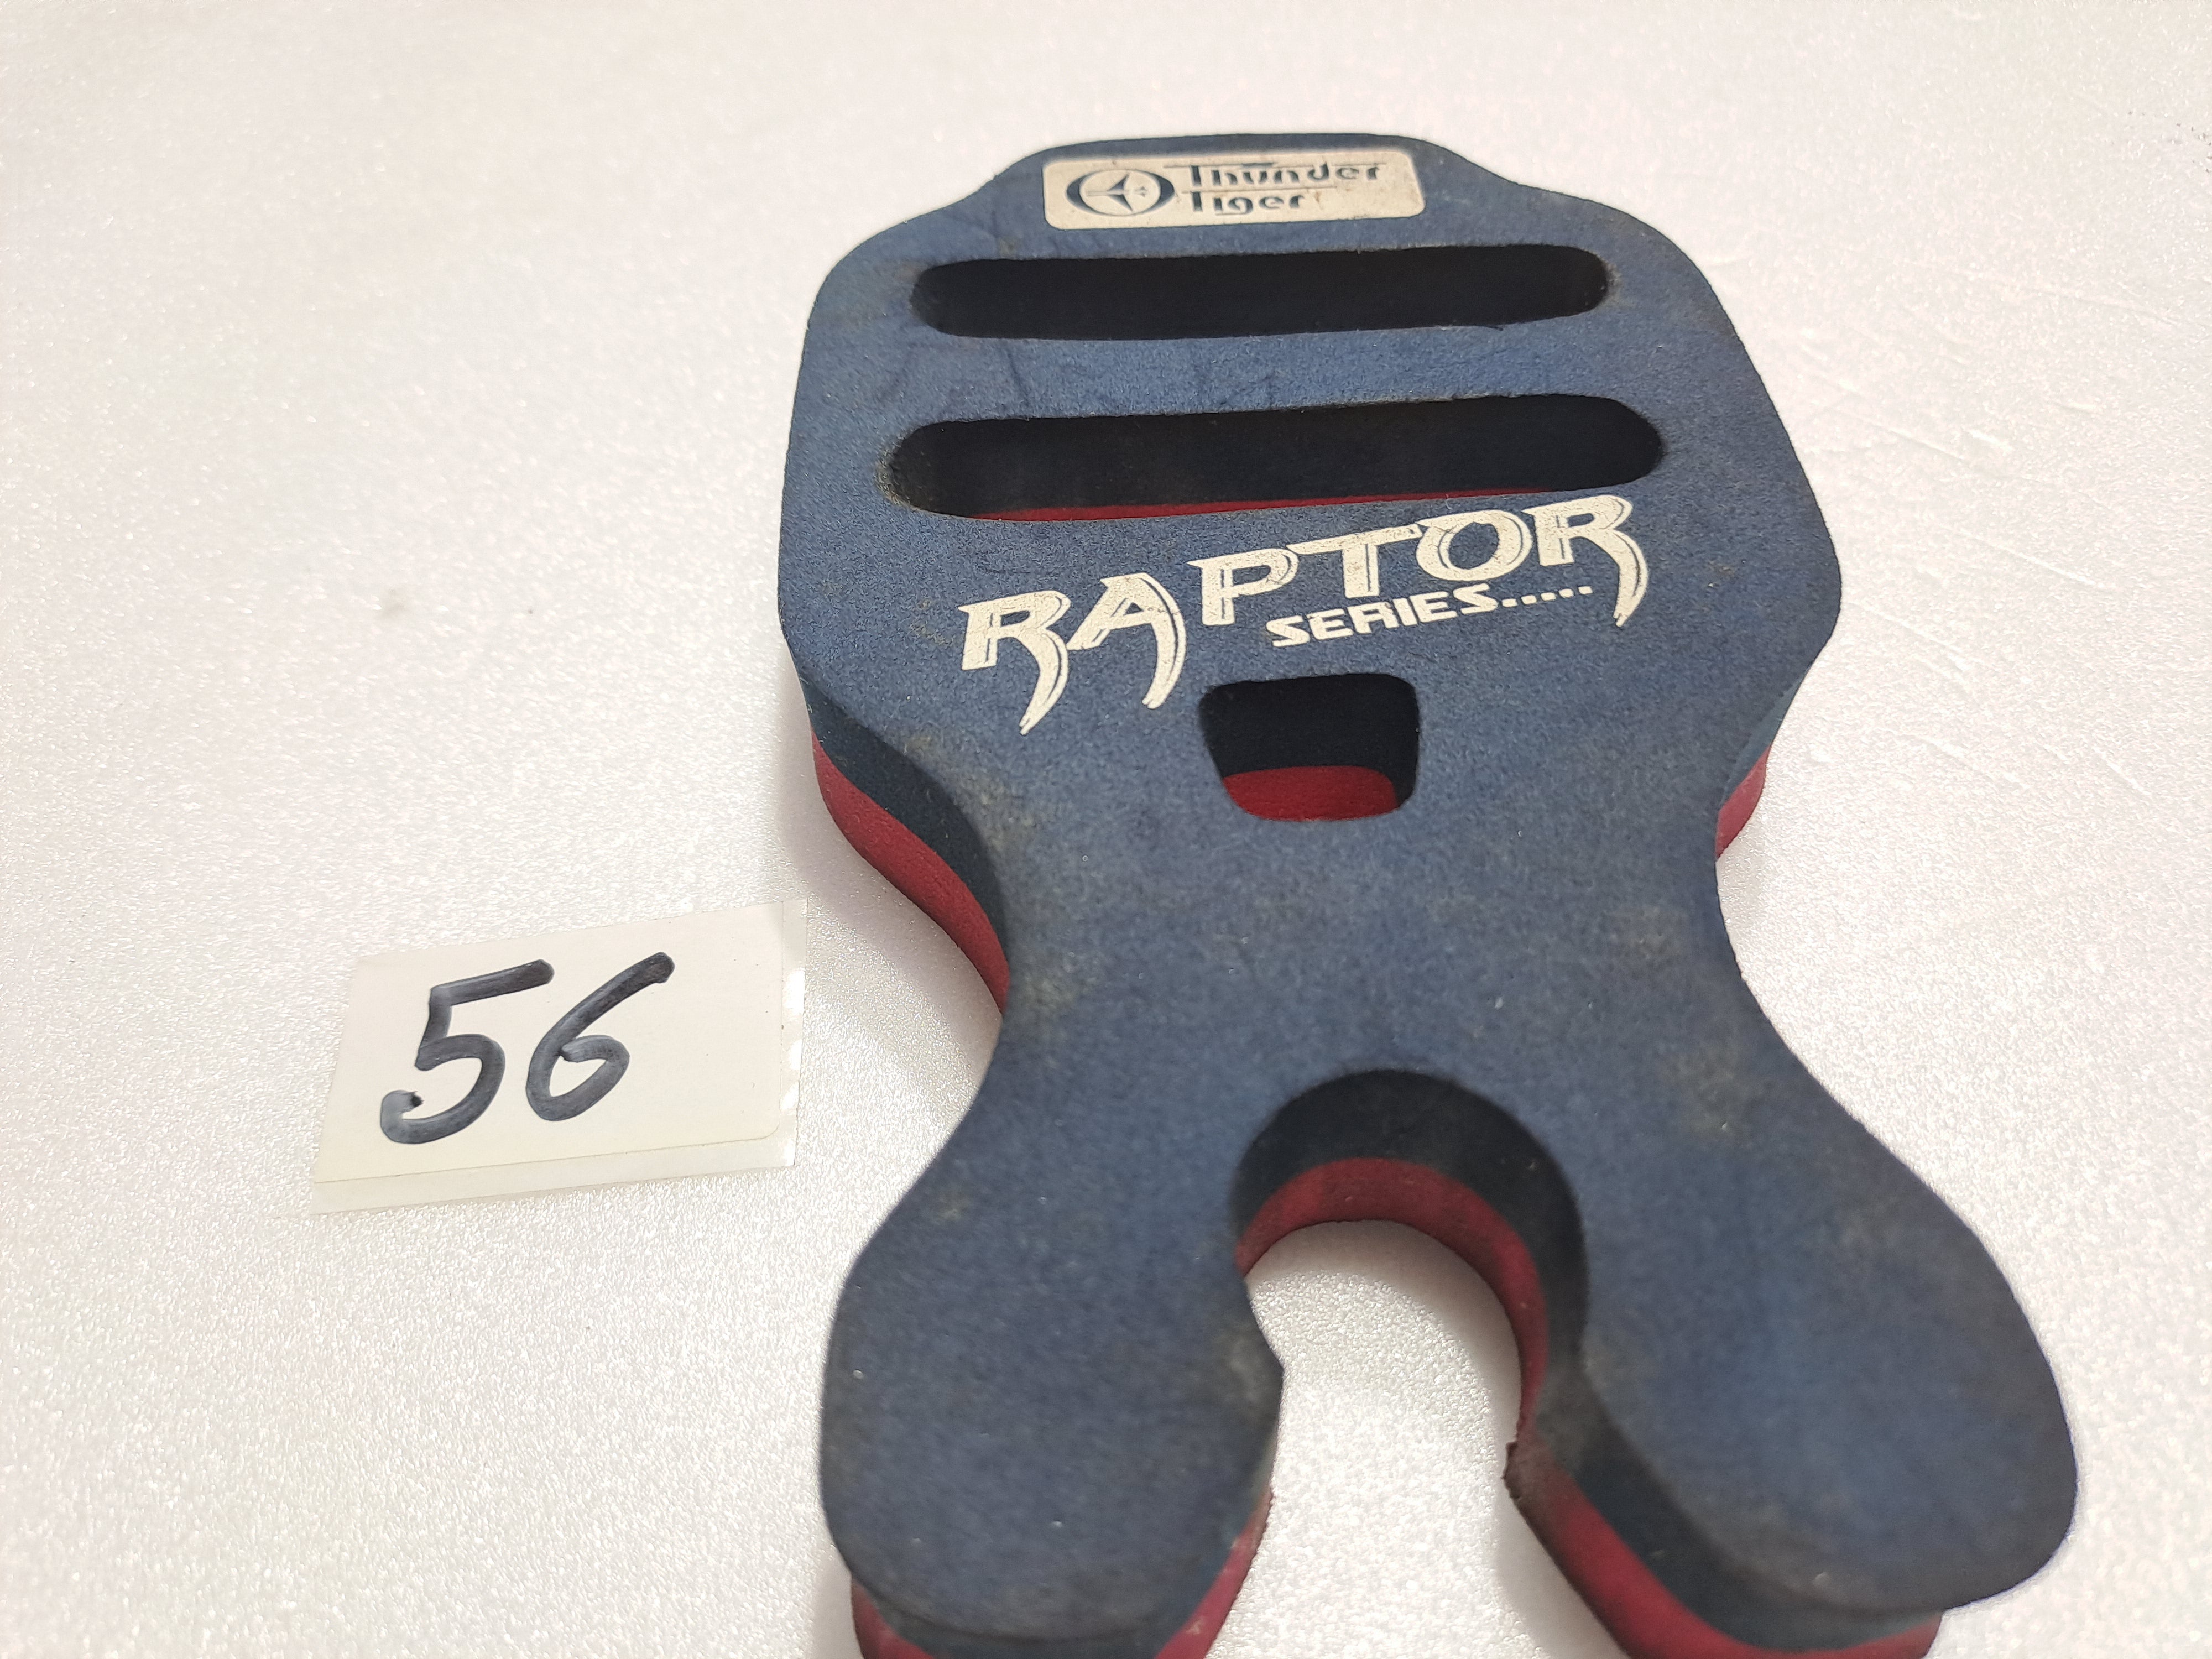 Thunder
Tiger
RAPTOR
SERIES.....
56